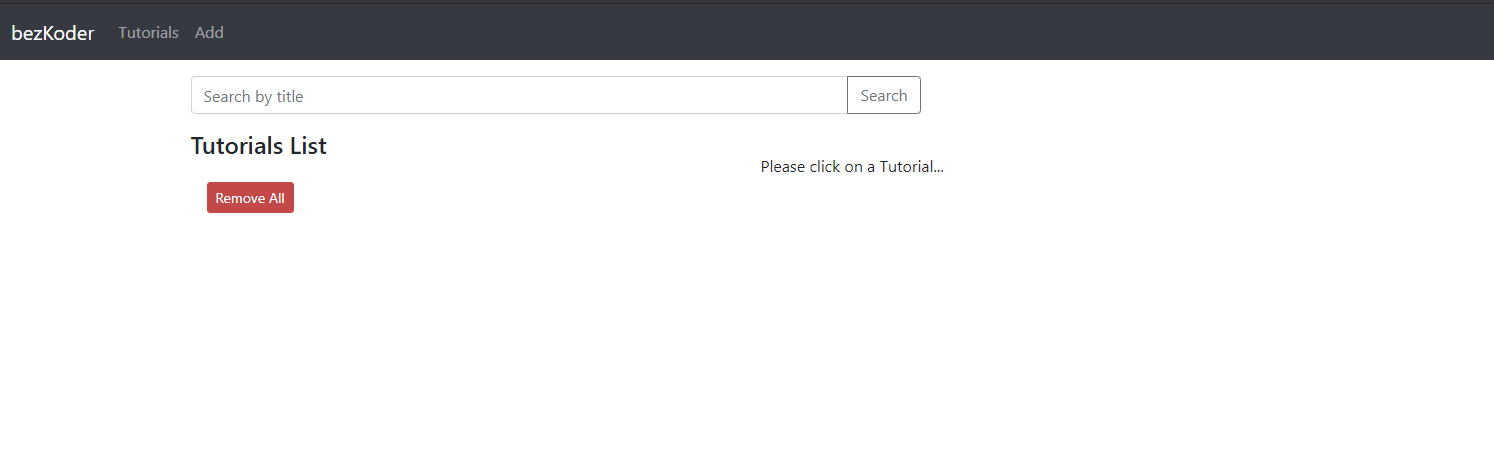 bezKoder Tutorials Add
Search by title Search
Tutorials List
Please click on a Tutorial...
Remove All